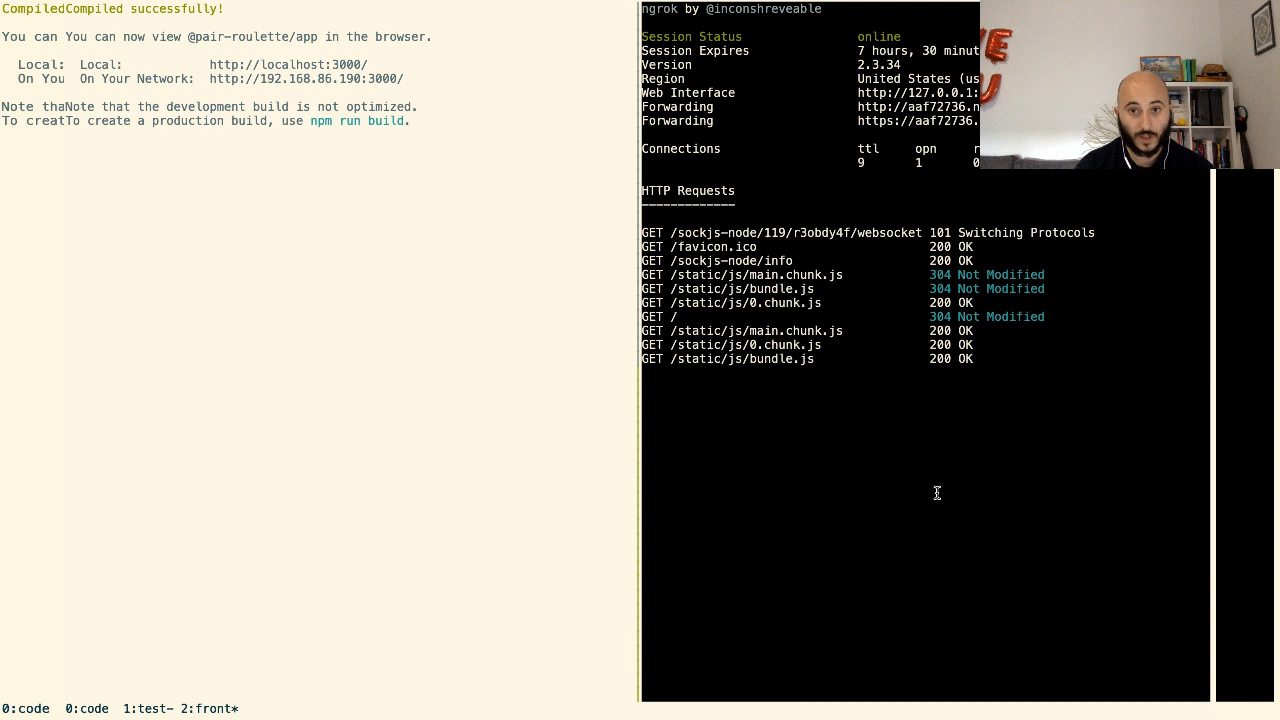 CompiledCompiled successfully!
You can You can now view @pair-roulette/app in the browser.
Local: Local: http://localhost:3000/
On You On Your Network: http://192.168.86.190:3000/
Note thaNote that the development build is not optimized.
To creatTo create a production build, use npm run build.
0:code 0:code 1:test- 2:front*
ngrok by @inconshreveable
Session Status online
Session Expires 7 hours, 30 minut
Version 2.3.34
Region United States (us
Web Interface http://127.0.0.1:
Forwarding http://aaf72736.n
Forwarding https://aaf72736.
Connections ttl opn r
9 1 0
HTTP Requests
-------------
GET /sockjs-node/119/r3obdy4f/websocket 101 Switching Protocols
GET /favicon.ico 200 OK
GET /sockjs-node/info 200 OK
GET /static/js/main.chunk.js 304 Not Modified
GET /static/js/bundle.js 304 Not Modified
GET /static/js/0.chunk.js 200 OK
GET / 304 Not Modified
GET /static/js/main.chunk.js 200 OK
GET /static/js/0.chunk.js 200 OK
GET /static/js/bundle.js 200 OK